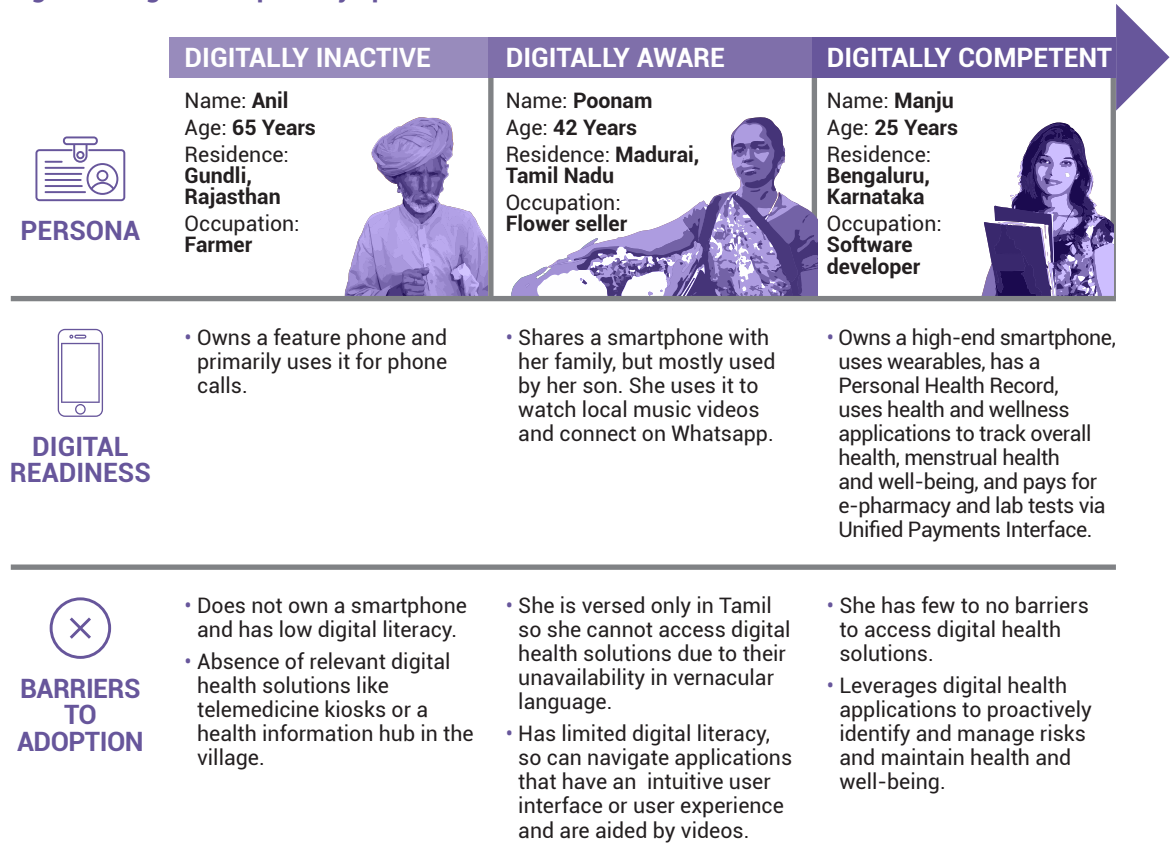 DIGITALLY INACTIVE
DIGITALLY AWARE
DIGITALLY COMPETENT
PERSONA
Name: Anil
Age: 65 Years
Residence:
Gundli,
Rajasthan
Occupation:
Farmer
Name: Poonam
Age: 42 Years
Residence: Madurai,
Tamil Nadu
Occupation:
Flower seller
Name: Manju
Age: 25 Years
Residence:
Bengaluru,
Karnataka
Occupation:
Software
developer
DIGITAL
READINESS
• Owns a feature phone and
primarily uses it for phone
calls.
• Shares a smartphone with
her family, but mostly used
by her son. She uses it to
watch local music videos
and connect on Whatsapp.
• Owns a high-end smartphone,
uses wearables, has a
Personal Health Record,
uses health and wellness
applications to track overall
health, menstrual health
and well-being, and pays for
e-pharmacy and lab tests via
Unified Payments Interface.
BARRIERS
TO
ADOPTION
• Does not own a smartphone
and has low digital literacy.
• Absence of relevant digital
health solutions like
telemedicine kiosks or a
health information hub in the
village.
• She is versed only in Tamil
so she cannot access digital
health solutions due to their
unavailability in vernacular
language.
• Has limited digital literacy,
so can navigate applications
that have an intuitive user
interface or user experience
and are aided by videos.
• She has few to no barriers
to access digital health
solutions.
• Leverages digital health
applications to proactively
identify and manage risks
and maintain health and
well-being.